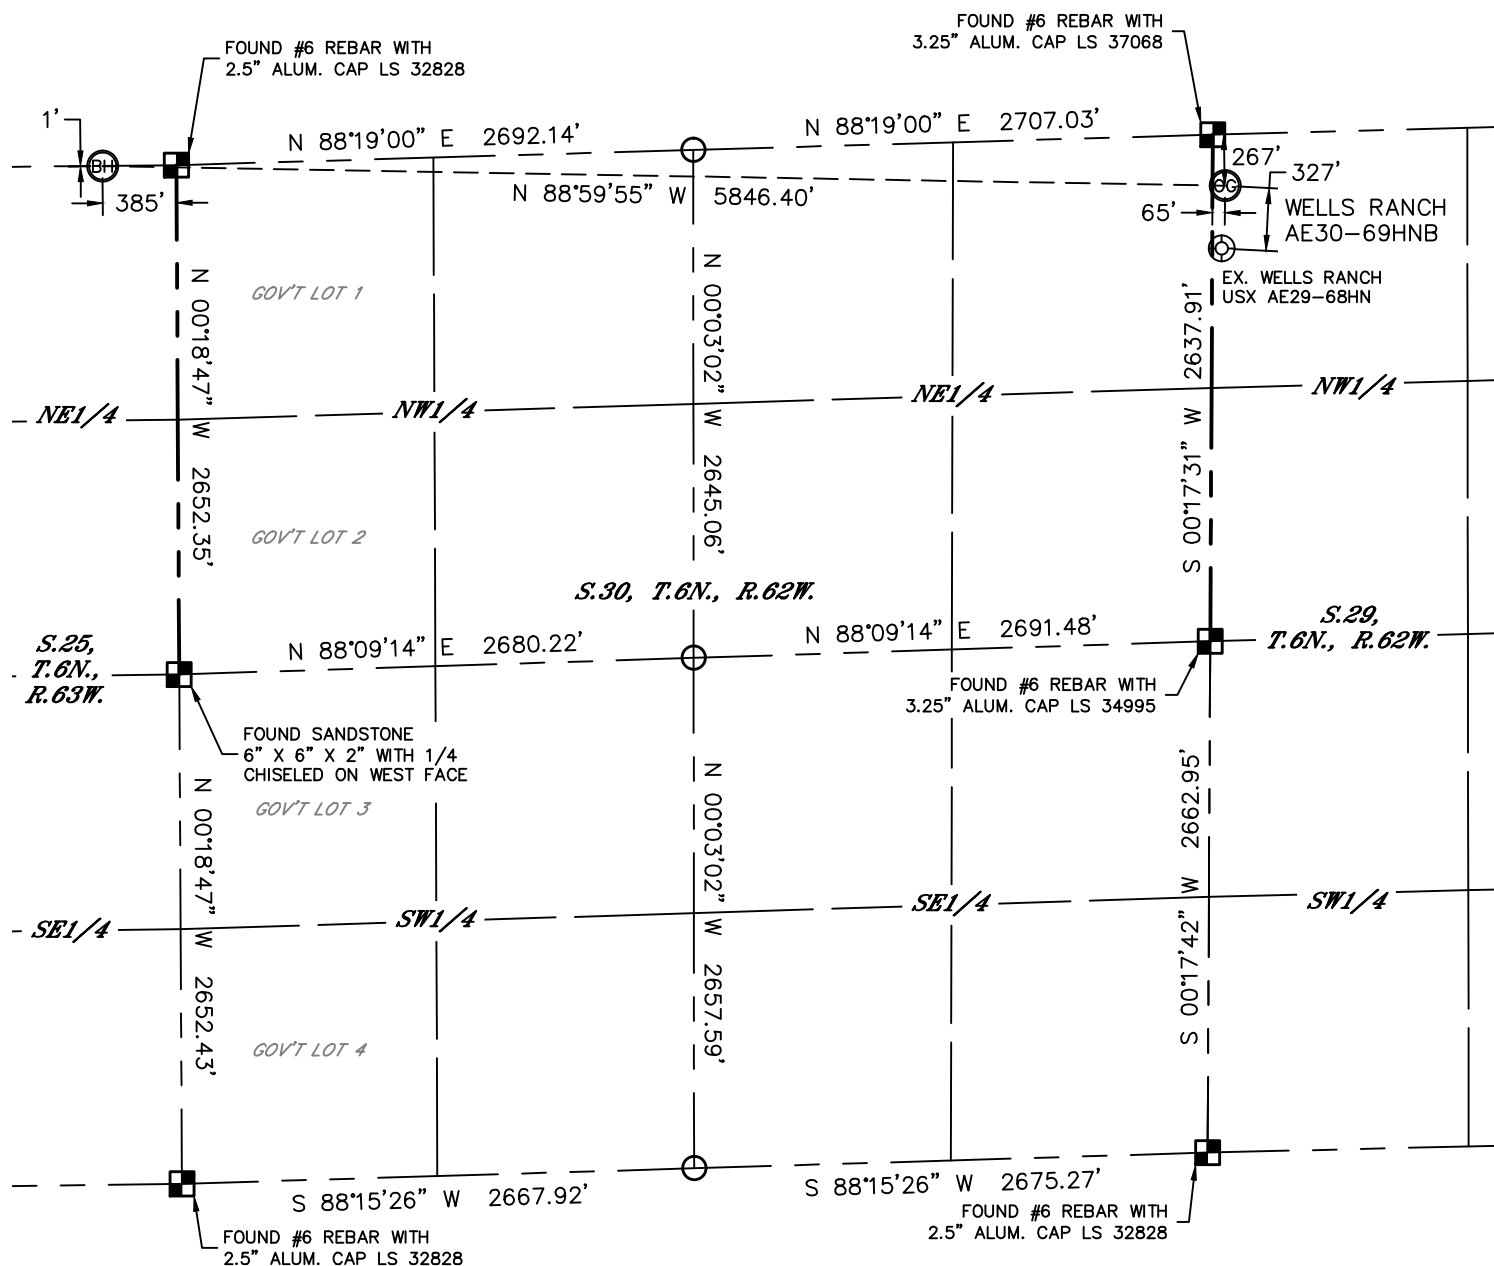 FOUND #6 REBAR WITH
3.25" ALUM. CAP LS 37068
FOUND #6 REBAR WITH
2.5" ALUM. CAP LS 32828
1'
N 88°19'00" E 2692.14'
N 88°19'00" E 2707.03'
BH
385'
N 88°59'55" W 5846.40'
267'
327'
OG
65'
WELLS RANCH
AE30-69HNB
EX. WELLS RANCH
USX AE29-68HN
GOV'T LOT 1
N 00°18'47" W 2652.35'
N 00°03'02" W 2645.06'
S 00°17'31" W 2637.91'
NE1/4
NW1/4
NE1/4
NW1/4
GOV'T LOT 2
S.30, T.6N., R.62W.
S.25,
T.6N.,
R.63W.
N 88°09'14" E 2680.22'
N 88°09'14" E 2691.48'
S.29,
T.6N., R.62W.
FOUND #6 REBAR WITH
3.25" ALUM. CAP LS 34995
FOUND SANDSTONE
6" X 6" X 2" WITH 1/4
CHISELED ON WEST FACE
GOV'T LOT 3
N 00°18'47" W 2652.43'
N 00°03'02" W 2657.59'
S 00°17'42" W 2662.95'
SE1/4
SW1/4
SE1/4
SW1/4
GOV'T LOT 4
S 88°15'26" W 2667.92'
S 88°15'26" W 2675.27'
FOUND #6 REBAR WITH
2.5" ALUM. CAP LS 32828
FOUND #6 REBAR WITH
2.5" ALUM. CAP LS 32828